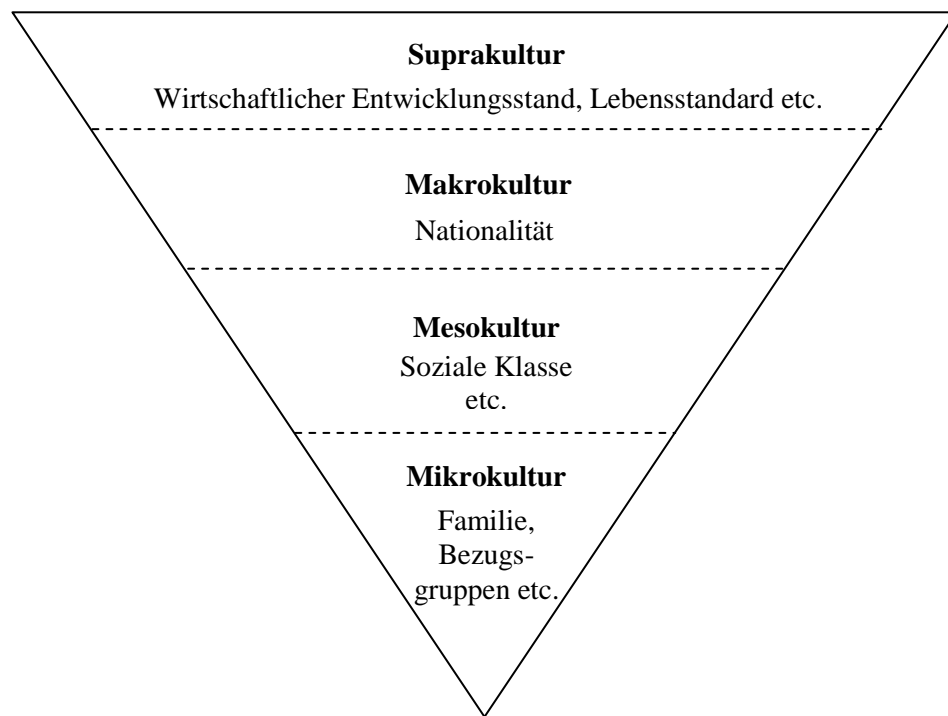 Suprakultur
Wirtschaftlicher Entwicklungsstand, Lebensstandard etc.
Makrokultur
Nationalität
Mesokultur
Soziale Klasse
etc.
Mikrokultur
Familie,
Bezugs-
gruppen etc.